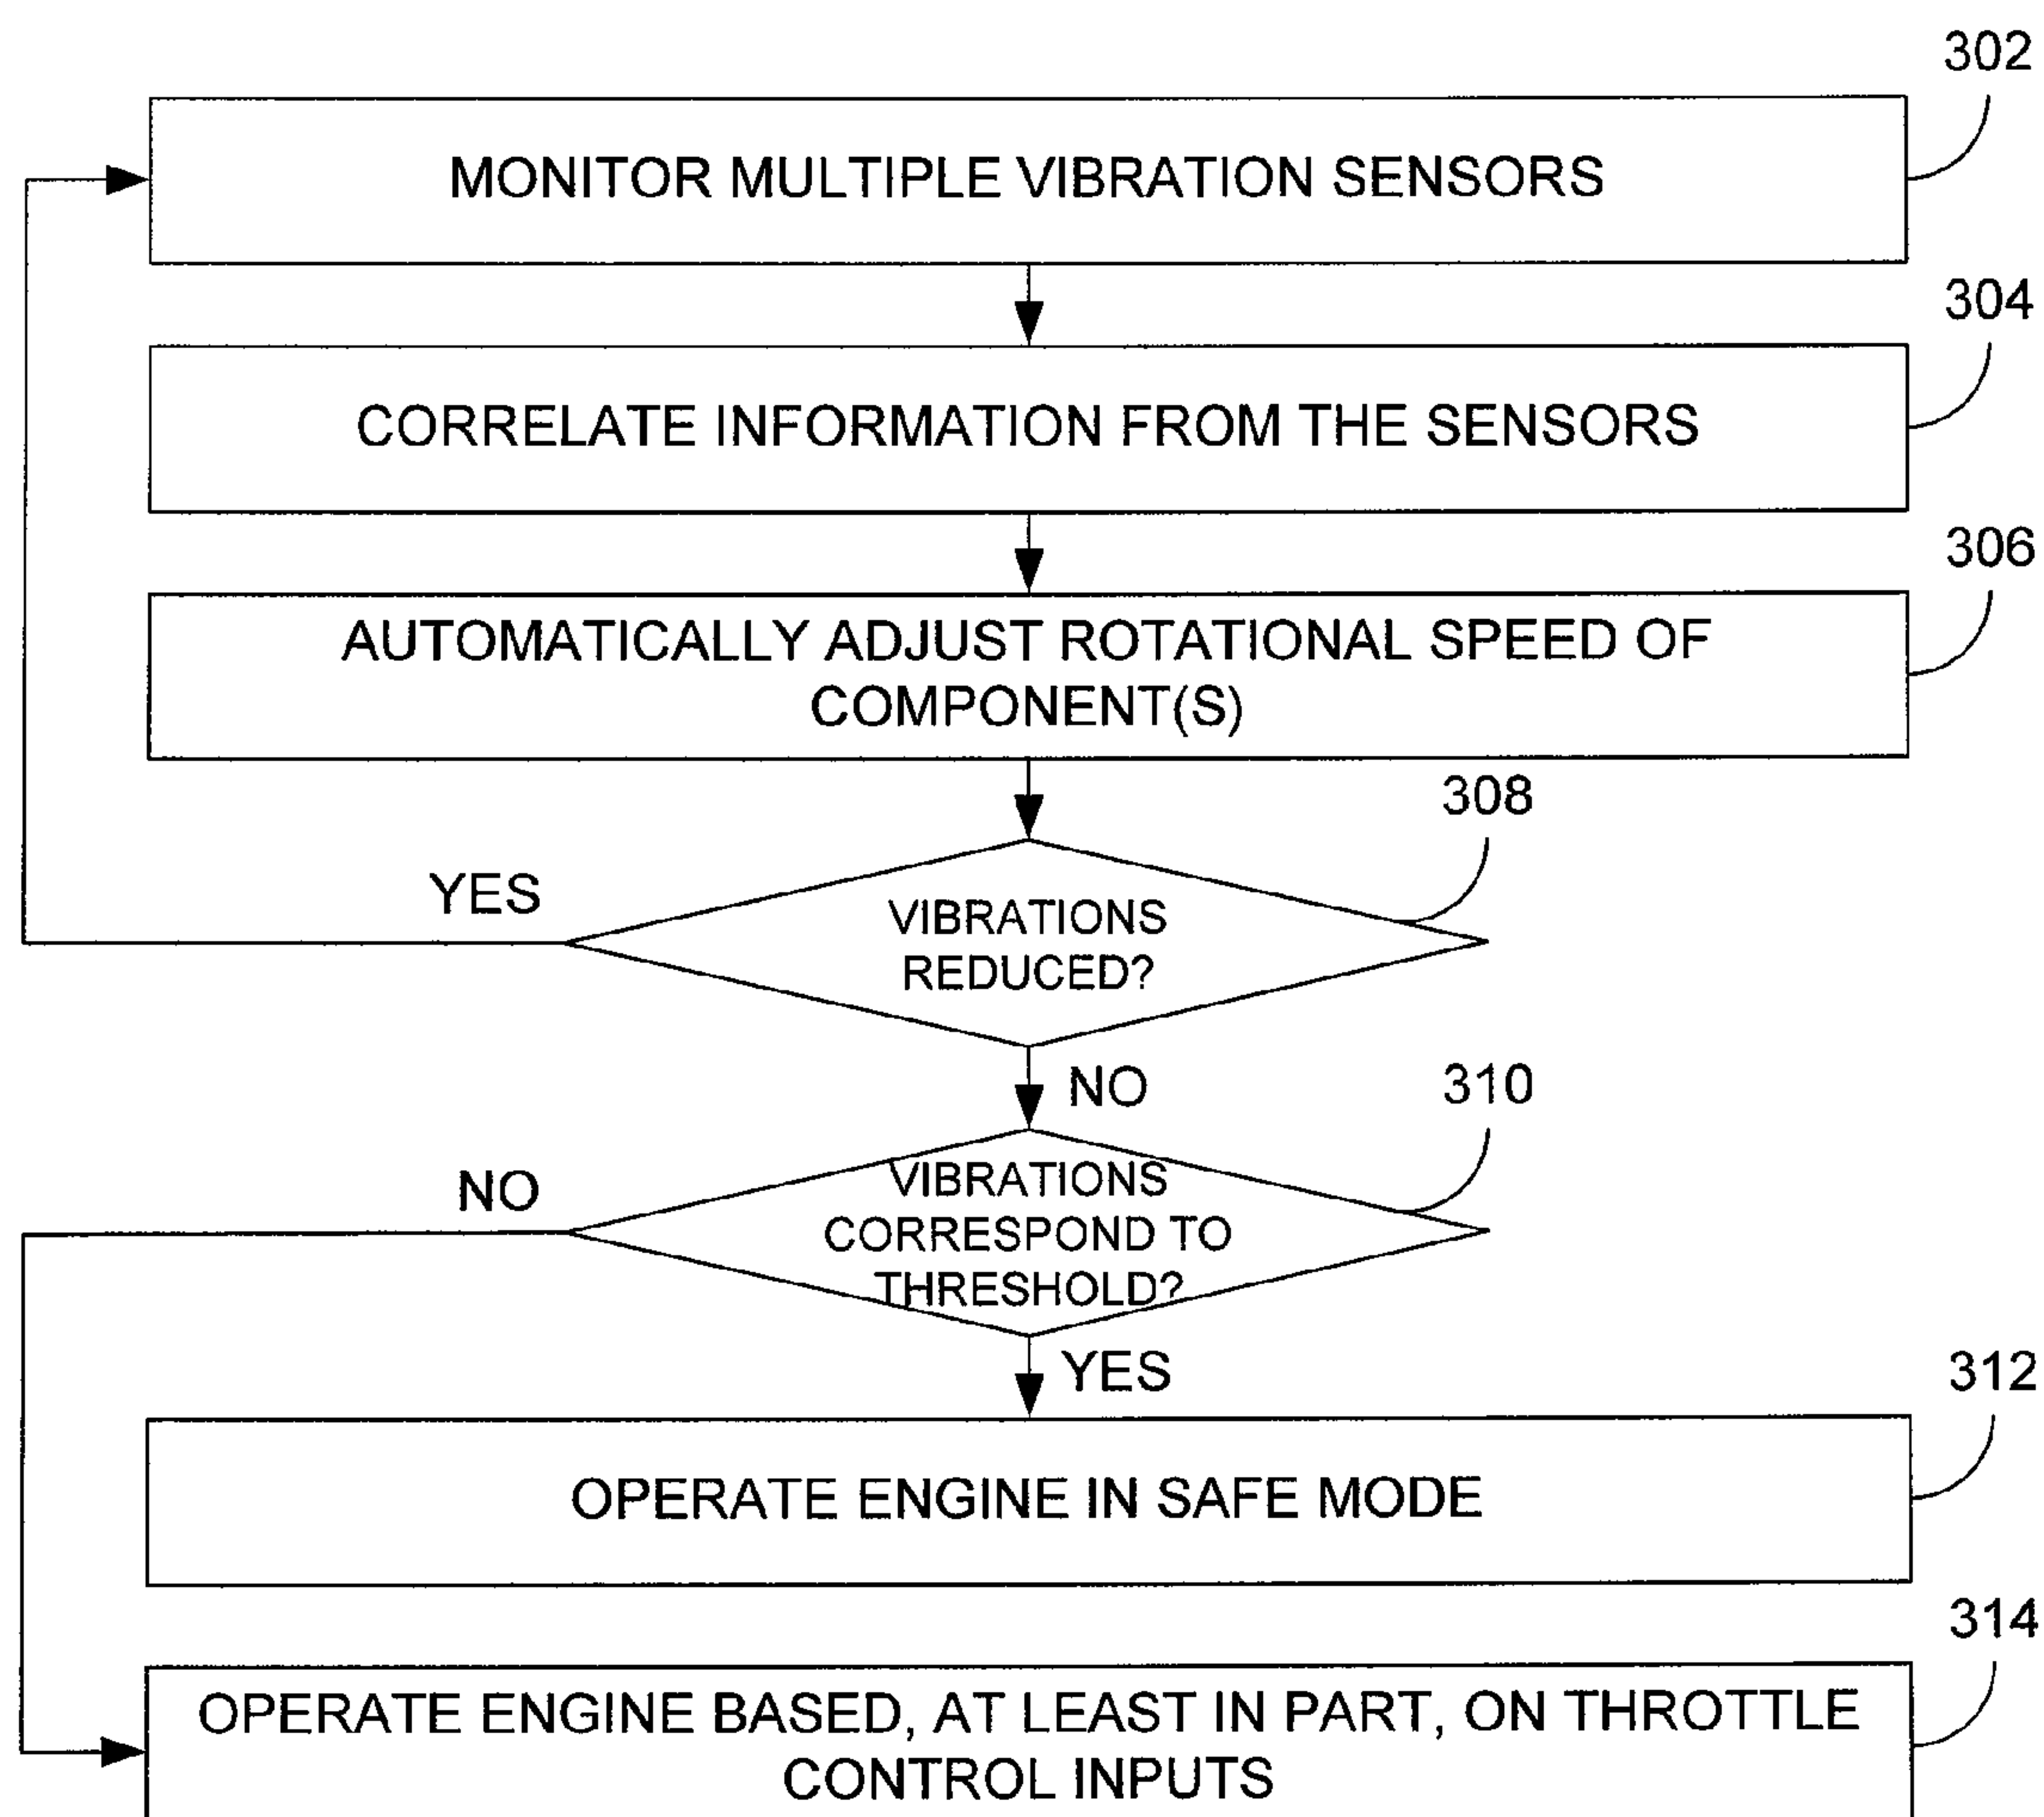 302
MONITOR MULTIPLE VIBRATION SENSORS
304
CORRELATE INFORMATION FROM THE SENSORS
306
AUTOMATICALLY ADJUST ROTATIONAL SPEED OF
COMPONENT(S)
308
YES
VIBRATIONS
REDUCED?
NO
310
NO
VIBRATIONS
CORRESPOND TO
THRESHOLD?
YES
312
OPERATE ENGINE IN SAFE MODE
314
OPERATE ENGINE BASED, AT LEAST IN PART, ON THROTTLE
CONTROL INPUTS